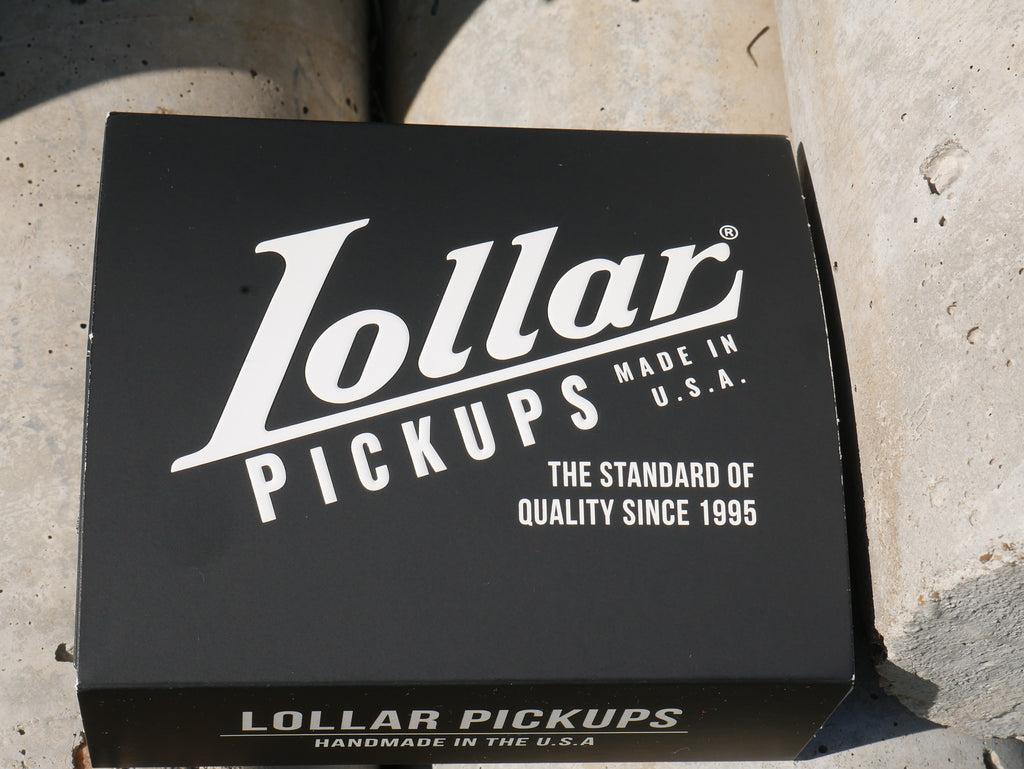 Lollar®
PICKUPS
MADE IN
U.S.A.
THE STANDARD OF
QUALITY SINCE 1995
LOLLAR PICKUPS
HANDMADE IN THE U.S.A